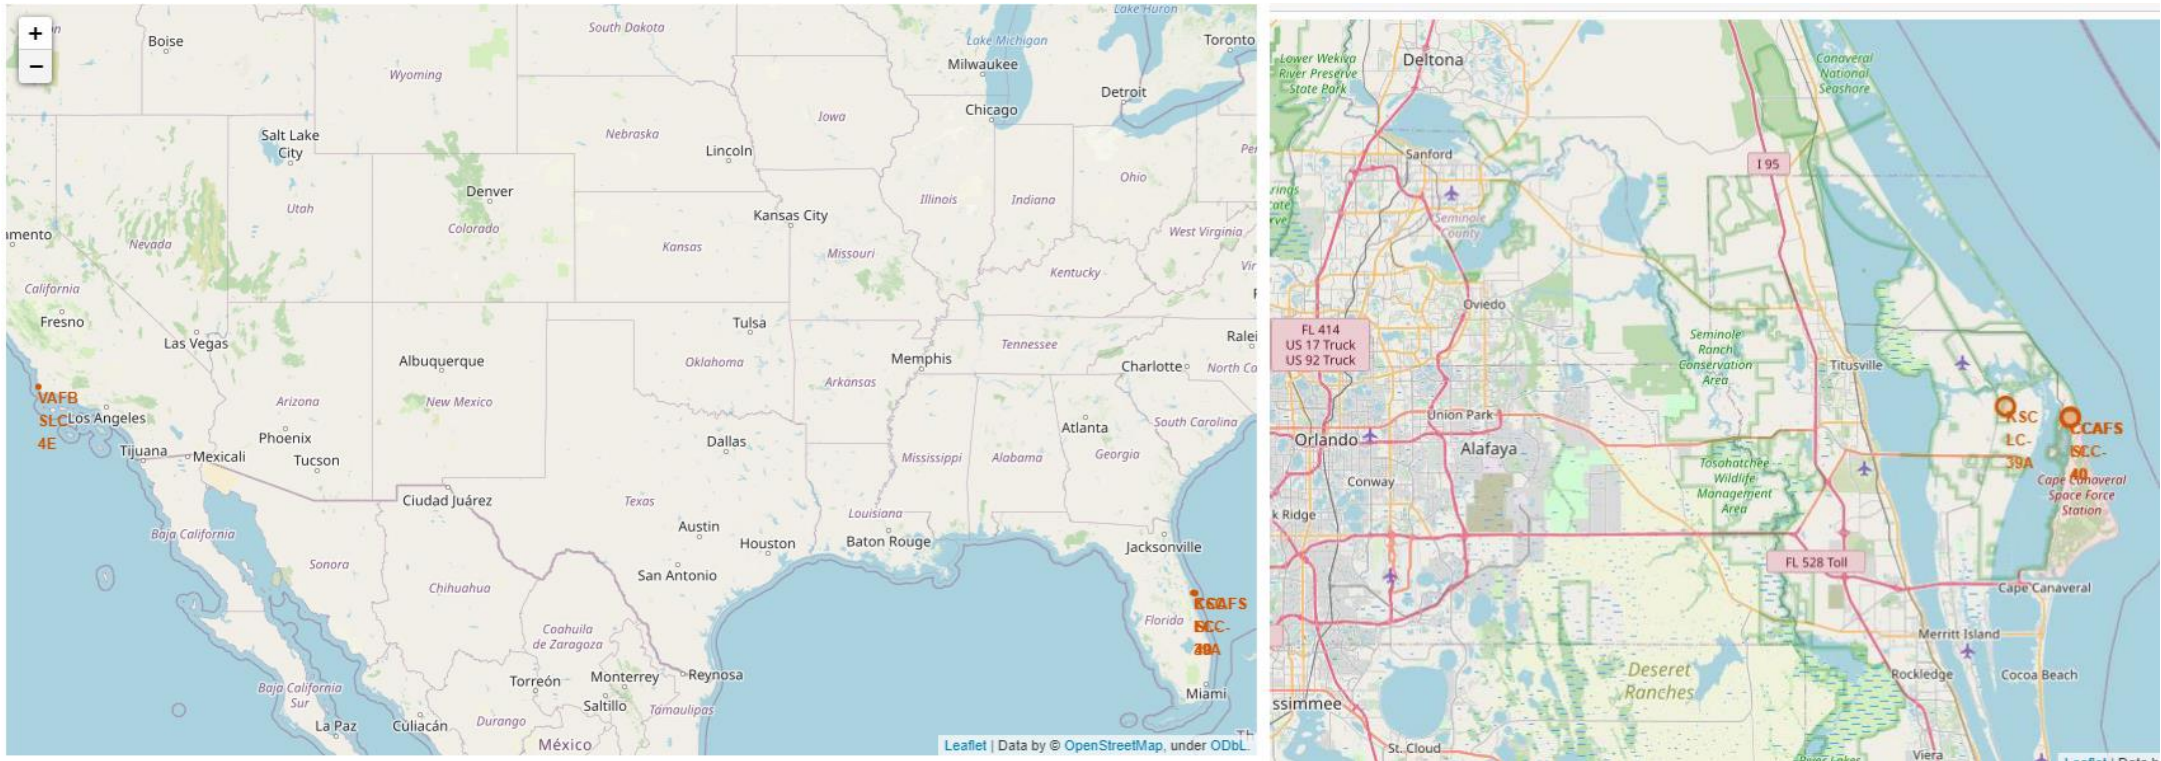 +
−
Boise
South Dakota
Lake Huron
Toronto
Lake Michigan
Milwaukee
Wyoming
Detroit
Chicago
Iowa
Salt Lake
City
Nebraska
Lincoln
Ohio
Denver
Utah
Illinois
Indiana
Kansas City
Colorado
West Virginia
Nevada
Kansas
Missouri
Kentucky
California
Fresno
Tulsa
Las Vegas
Albuquerque
Oklahoma
Memphis
Tennessee
Charlotte
Arkansas
VAFB
SLC
4E
Los Angeles
Arizona
New Mexico
Phoenix
Dallas
Atlanta
South Carolina
Tijuana
Mexicali
Tucson
Mississippi
Alabama
Georgia
Ciudad Juárez
Texas
Louisiana
Austin
Baja California
Houston
Baton Rouge
Jacksonville
Sonora
Chihuahua
San Antonio
Florida
Coahuila
de Zaragoza
Reynosa
Torreón
Monterrey
Baja California
Sur
Saltillo
Miami
La Paz
Culiacán
Durango
Tamaulipas
México
Leaflet | Data by © OpenStreetMap, under ODbL.
Lower Wekiva
River Preserve
State Park
Deltona
Canaveral
National
Seashore
Sanford
I 95
Seminole
County
Oviedo
FL 414
US 17 Truck
US 92 Truck
Seminole
Ranch
Conservation
Area
Titusville
Union Park
Orlando
Alafaya
KSC
LC-
39A
CCAFS
Conway
Tosohatchee
Wildlife
Management
Area
Cape Canaveral
Space Force
Station
k Ridge
FL 528 Toll
Cape Canaveral
Merritt Island
Deseret
Ranches
Rockledge
Cocoa Beach
ssimmee
St. Cloud
Viera